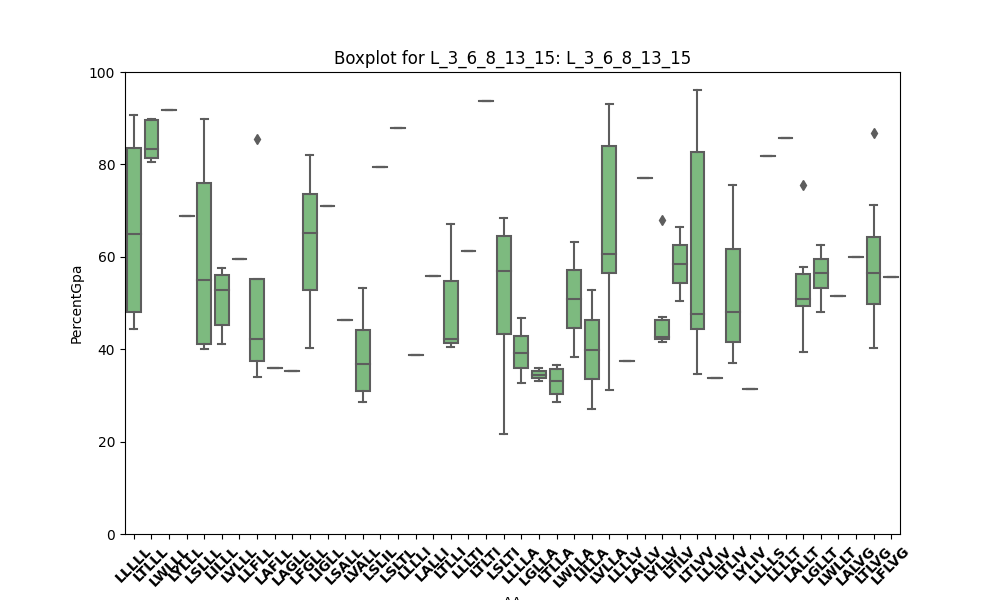 Boxplot for L_3_6_8_13_15: L_3_6_8_13_15
PercentGpa
100
80
60
40
20
0
LLLLL
LTLLL
LWLLL
LYLLL
LSLLL
LILLL
LVLLL
LLFLL
LAFLL
LAGLL
LFGLL
LIGLL
LSALL
LVALL
LSLIL
LSLTL
LLLLI
LALLI
LTLLI
LLLTI
LTLTI
LSLTI
LLLLA
LGLLA
LTLLA
LWLLA
LILLA
LVLLA
LLLLV
LALLV
LYLLV
LTILV
LTLVV
LLLIV
LTLIV
LYLIV
LLLLS
LILLT
LALLT
LGLLT
LWLLT
LALVG
LTLVG
LFLVG